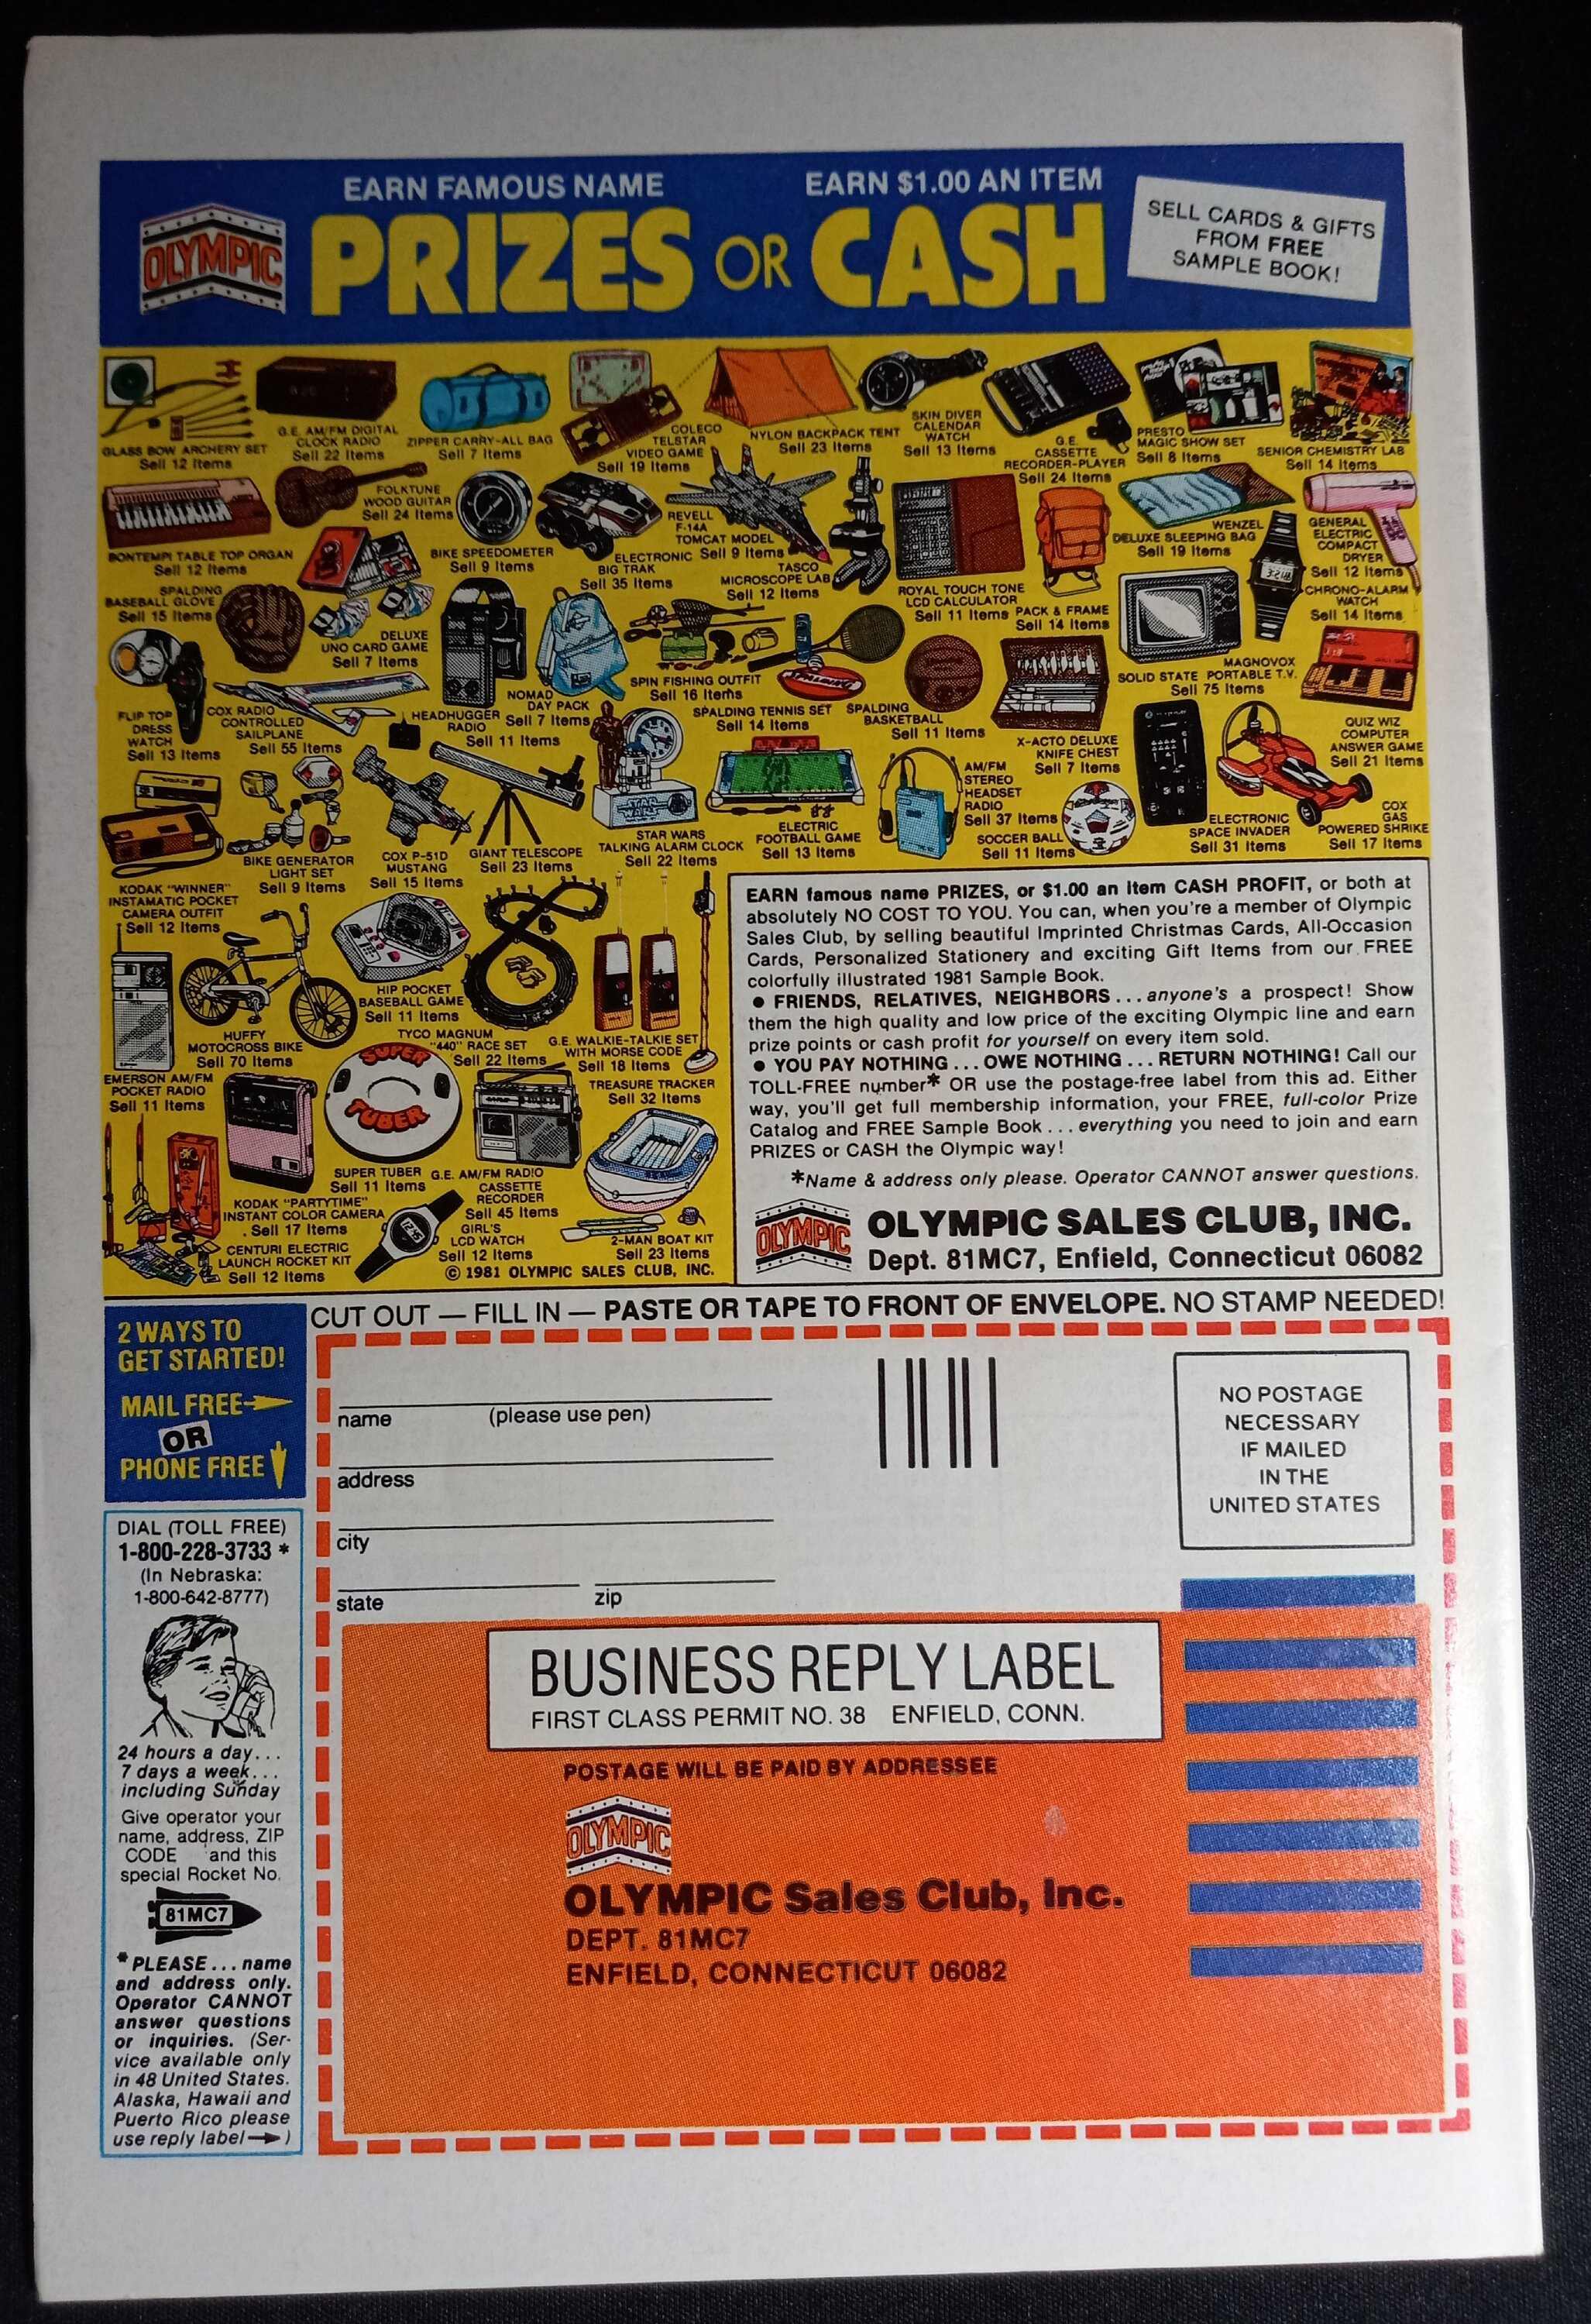 EARN FAMOUS NAME
PRIZES OR CASH
EARN $1.00 AN ITEM
OLYMPIC
SELL CARDS & GIFTS
FROM FREE
SAMPLE BOOK!
GLASS BOW ARCHERY SET
Sell 12 Items
G.E. AM/FM DIGITAL
CLOCK RADIO
Sell 22 Items
ZIPPER CARRY-ALL BAG
Sell 7 Items
COLECO
TELSTAR
VIDEO GAME
Sell 19 Items
NYLON BACKPACK TENT
Sell 23 Items
SKIN DIVER
CALENDAR
WATCH
Sell 13 Items
G.E.
CASSETTE
RECORDER-PLAYER
Sell 24 Items
PRESTO
MAGIC SHOW SET
Sell 8 Items
SENIOR CHEMISTRY LAB
Sell 14 Items
BONTEMPI TABLE TOP ORGAN
Sell 12 Items
FOLKTUNE
WOOD GUITAR
Sell 24 Items
BIKE SPEEDOMETER
Sell 9 Items
ELECTRONIC
BIG TRAK
Sell 35 Items
REVELL
F-14A
TOMCAT MODEL
Sell 9 Items
TASCO
MICROSCOPE LAB
Sell 12 Items
ROYAL TOUCH TONE
LCD CALCULATOR
Sell 11 Items
PACK & FRAME
Sell 14 Items
WENZEL
DELUXE SLEEPING BAG
Sell 19 Items
GENERAL
ELECTRIC
COMPACT
DRYER
Sell 12 Items
CHRONO-ALARM
WATCH
Sell 14 Items
SPALDING
BASEBALL GLOVE
Sell 15 Items
DELUXE
UNO CARD GAME
Sell 7 Items
HEADHUGGER
RADIO
Sell 11 Items
NOMAD
DAY PACK
Sell 7 Items
SPIN FISHING OUTFIT
Sell 16 Items
SPALDING
SPALDING TENNIS SET
Sell 14 Items
SPALDING
BASKETBALL
Sell 11 Items
X-ACTO DELUXE
KNIFE CHEST
Sell 7 Items
MAGNOVOX
SOLID STATE PORTABLE T.V.
Sell 75 Items
QUIZ WIZ
COMPUTER
ANSWER GAME
Sell 21 Items
FLIP TOP
DRESS
WATCH
Sell 13 Items
COX RADIO
CONTROLLED
SAILPLANE
Sell 55 Items
KODAK "WINNER"
INSTAMATIC POCKET
CAMERA OUTFIT
Sell 12 Items
BIKE GENERATOR
LIGHT SET
Sell 9 Items
COX P-51D
MUSTANG
Sell 15 Items
GIANT TELESCOPE
Sell 23 Items
STAR
WARS
STAR WARS
TALKING ALARM CLOCK
Sell 22 Items
ELECTRIC
FOOTBALL GAME
Sell 13 Items
AM/FM
STEREO
HEADSET
RADIO
Sell 37 Items
SOCCER BALL
Sell 11 Items
ELECTRONIC
SPACE INVADER
Sell 31 Items
COX
GAS
POWERED SHRIKE
Sell 17 Items
EMERSON AM/FM
POCKET RADIO
Sell 11 Items
HUFFY
MOTOCROSS BIKE
Sell 70 Items
HIP POCKET
BASEBALL GAME
Sell 11 Items
TYCO MAGNUM
"440" RACE SET
Sell 22 Items
G.E. WALKIE-TALKIE SET
WITH MORSE CODE
Sell 18 Items
TREASURE TRACKER
Sell 32 Items
SUPER
TUBER
SUPER TUBER
Sell 11 Items
KODAK "PARTYTIME"
INSTANT COLOR CAMERA
Sell 17 Items
G.E. AM/FM RADIO
CASSETTE
RECORDER
Sell 45 Items
CENTURI ELECTRIC
LAUNCH ROCKET KIT
Sell 12 Items
12:45
GIRL'S
LCD WATCH
Sell 12 Items
2-MAN BOAT KIT
Sell 23 Items
© 1981 OLYMPIC SALES CLUB, INC.
EARN famous name PRIZES, or $1.00 an item CASH PROFIT, or both at
absolutely NO COST TO YOU. You can, when you're a member of Olympic
Sales Club, by selling beautiful Imprinted Christmas Cards, All-Occasion
Cards, Personalized Stationery and exciting Gift Items from our FREE
colorfully illustrated 1981 Sample Book.
● FRIENDS, RELATIVES, NEIGHBORS...anyone's a prospect! Show
them the high quality and low price of the exciting Olympic line and earn
prize points or cash profit for yourself on every item sold.
● YOU PAY NOTHING...OWE NOTHING...RETURN NOTHING! Call our
TOLL-FREE number* OR use the postage-free label from this ad. Either
way, you'll get full membership information, your FREE, full-color Prize
Catalog and FREE Sample Book...everything you need to join and earn
PRIZES or CASH the Olympic way!
*Name & address only please. Operator CANNOT answer questions.
OLYMPIC
OLYMPIC SALES CLUB, INC.
Dept. 81MC7, Enfield, Connecticut 06082
CUT OUT — FILL IN — PASTE OR TAPE TO FRONT OF ENVELOPE. NO STAMP NEEDED!
2 WAYS TO
GET STARTED!
MAIL FREE
OR
PHONE FREE
DIAL (TOLL FREE)
1-800-228-3733 *
(In Nebraska:
1-800-642-8777)
24 hours a day...
7 days a week...
including Sunday
Give operator your
name, address, ZIP
CODE and this
special Rocket No.
81MC7
*PLEASE...name
and address only.
Operator CANNOT
answer questions
or inquiries. (Ser-
vice available only
in 48 United States.
Alaska, Hawaii and
Puerto Rico please
use reply label→)
name (please use pen)
address
city
state zip
NO POSTAGE
NECESSARY
IF MAILED
IN THE
UNITED STATES
BUSINESS REPLY LABEL
FIRST CLASS PERMIT NO. 38 ENFIELD, CONN.
POSTAGE WILL BE PAID BY ADDRESSEE
OLYMPIC
OLYMPIC Sales Club, Inc.
DEPT. 81MC7
ENFIELD, CONNECTICUT 06082